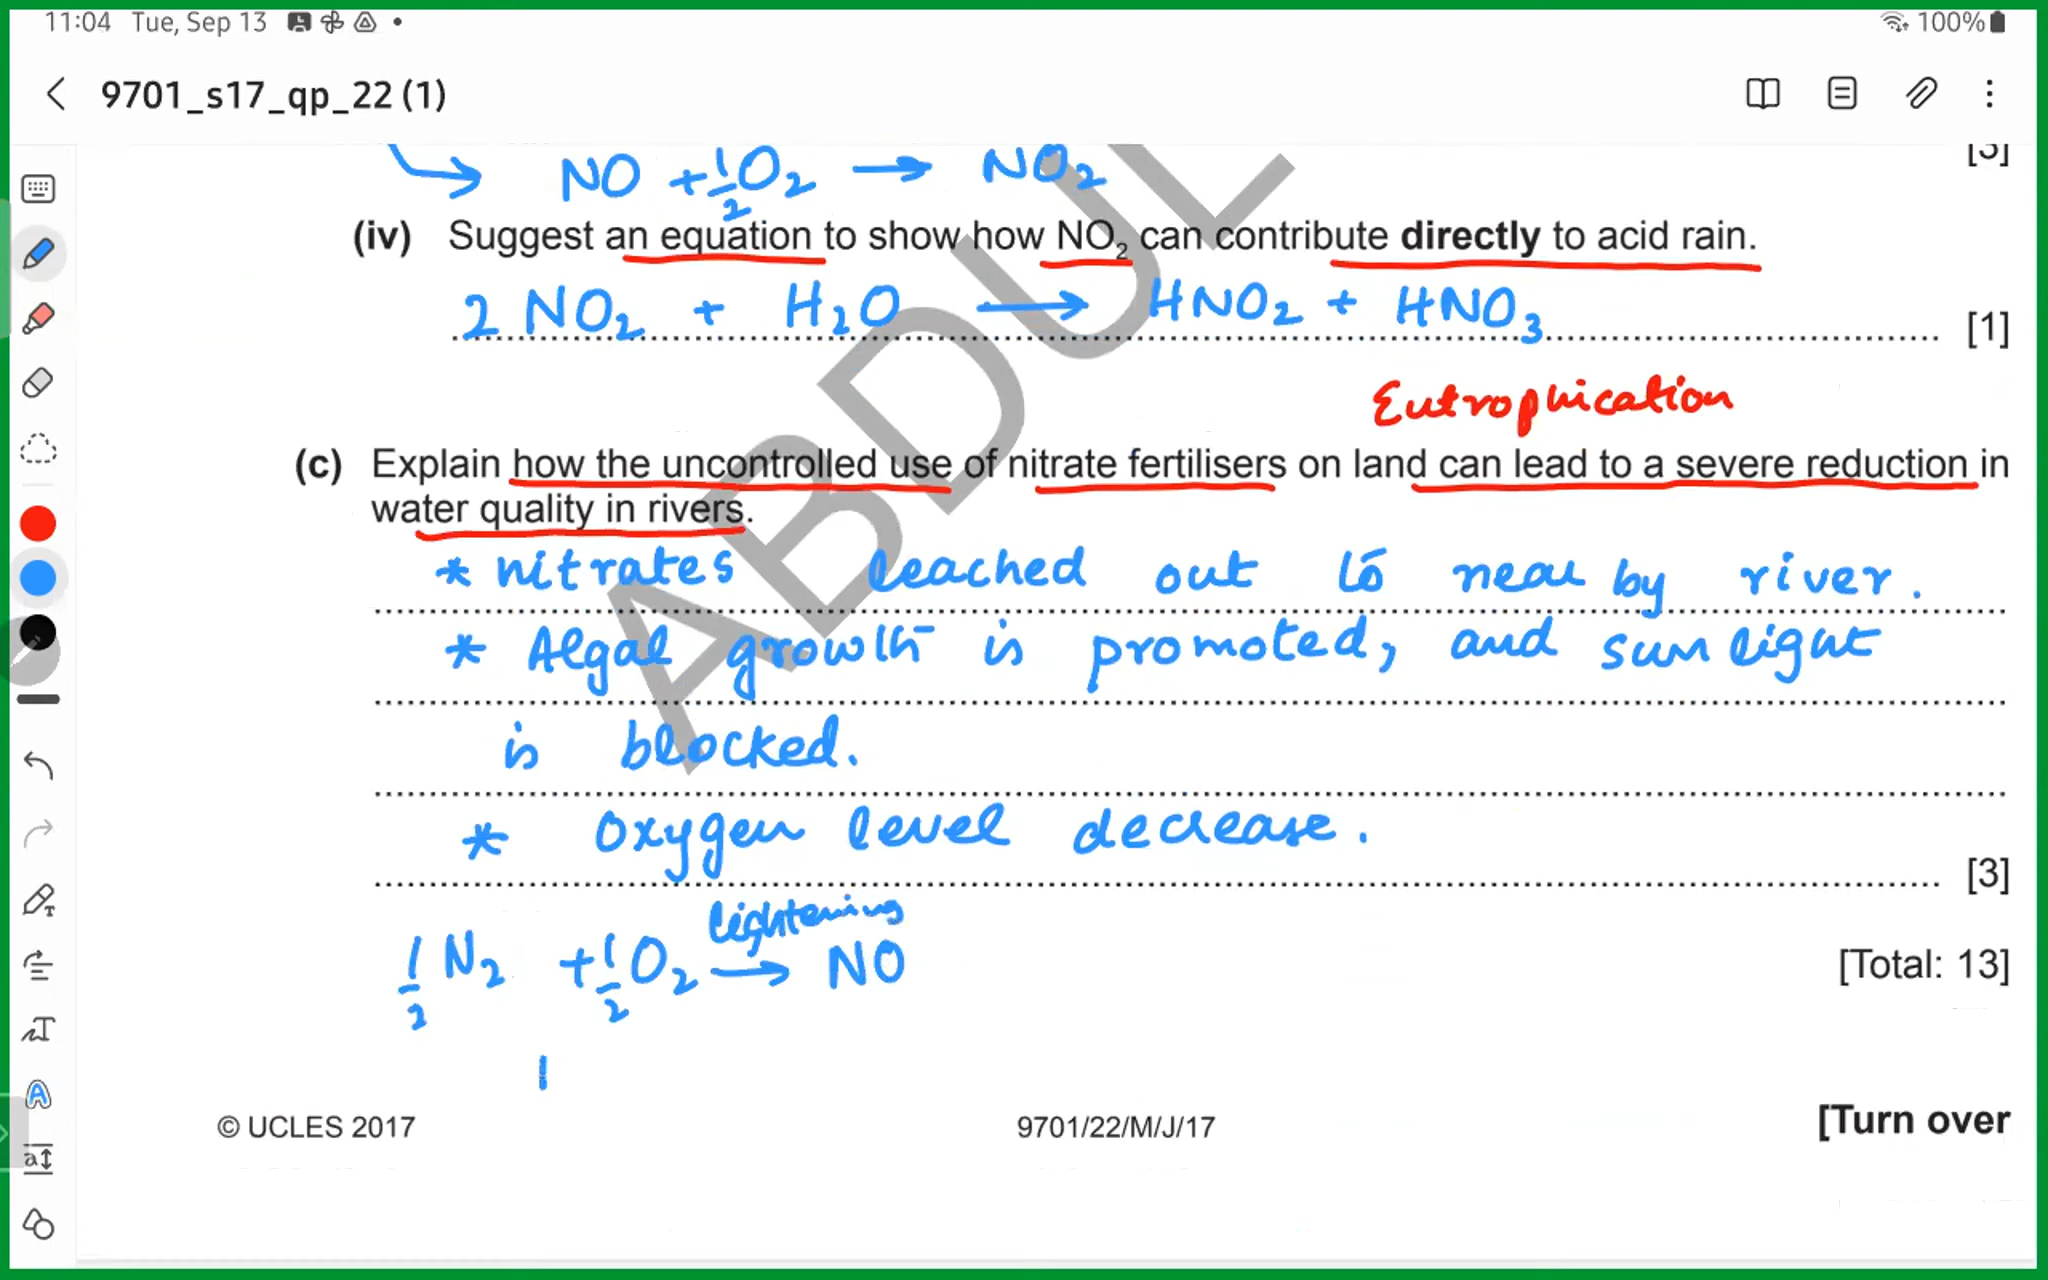 11:04 Tue, Sep 13
100%
9701_s17_qp_22 (1)
NO + 1/2 O₂ → NO₂
[3]
(iv) Suggest an equation to show how NO₂ can contribute directly to acid rain.
2 NO₂ + H₂O → HNO₂ + HNO₃
[1]
Eutrophication
(c) Explain how the uncontrolled use of nitrate fertilisers on land can lead to a severe reduction in
water quality in rivers.
* nitrates leached out to near by river.
* Algal growth is promoted, and sunlight
is blocked.
* Oxygen level decrease.
[3]
lightening
1/2 N₂ + 1/2 O₂ → NO
[Total: 13]
ABDUL
© UCLES 2017
9701/22/M/J/17
[Turn over